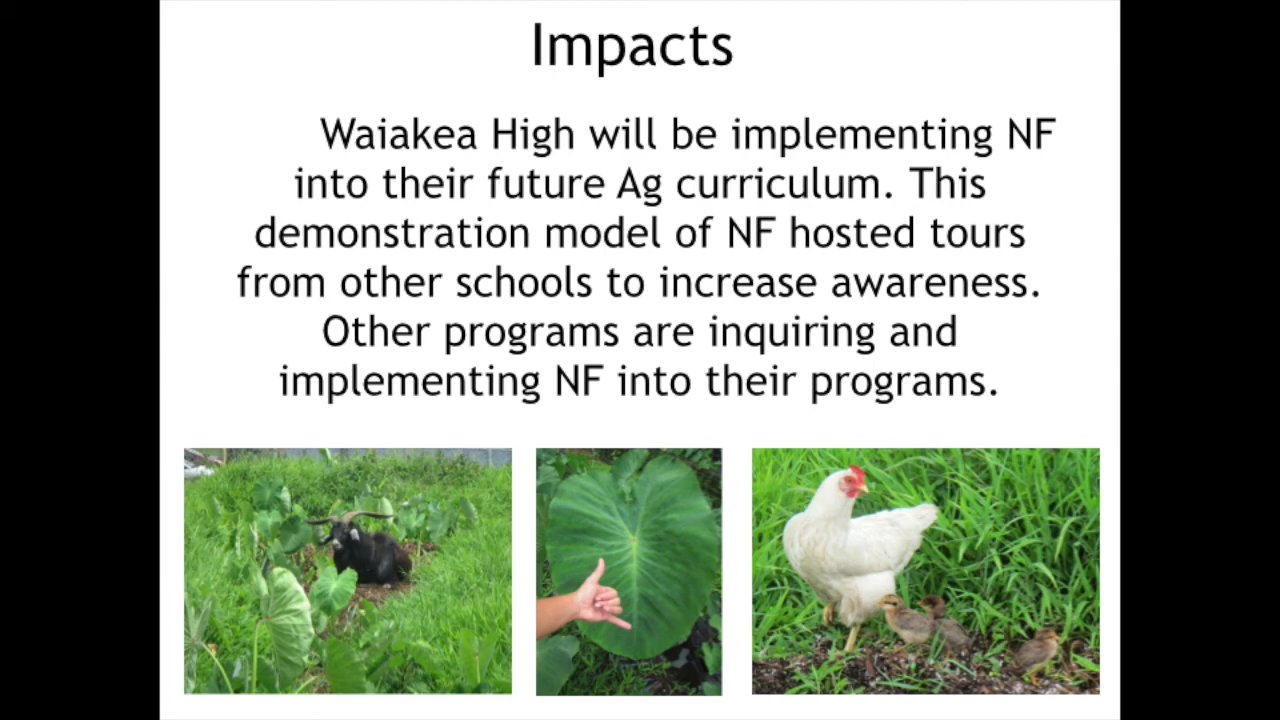 Impacts
Waiakea High will be implementing NF
into their future Ag curriculum. This
demonstration model of NF hosted tours
from other schools to increase awareness.
Other programs are inquiring and
implementing NF into their programs.